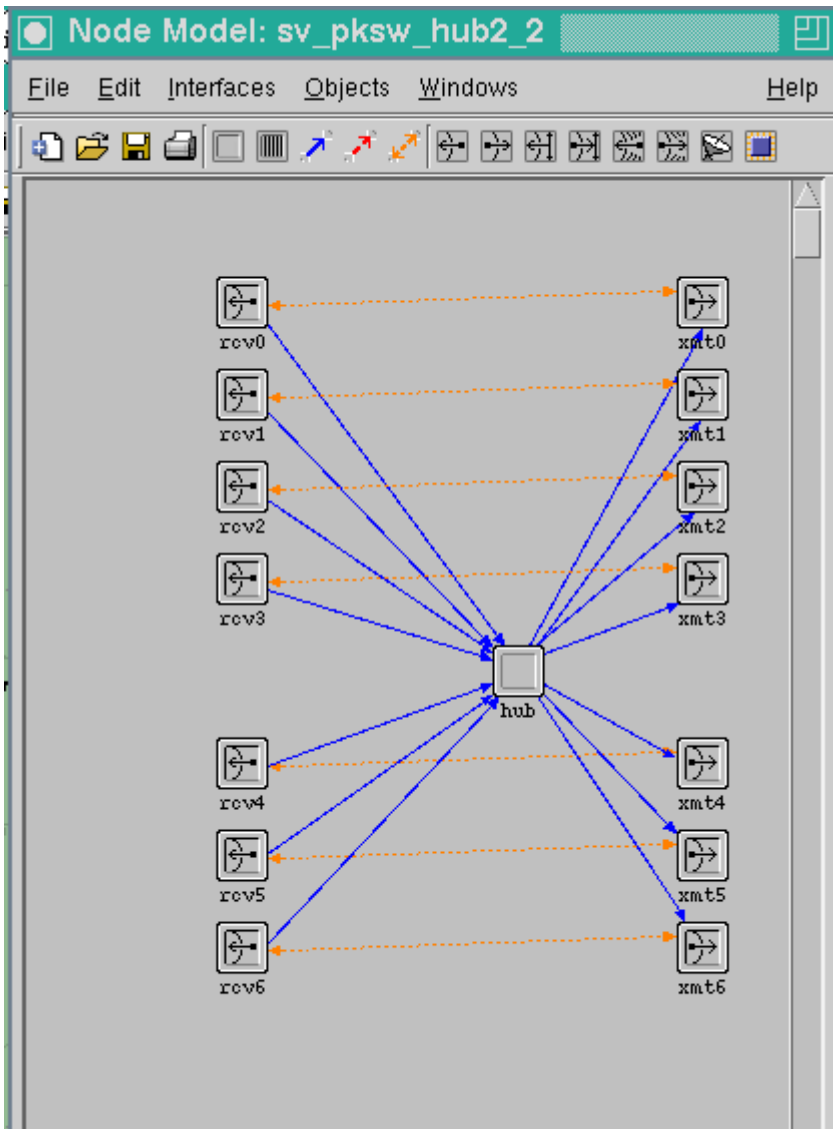 Node Model: sv_pksw_hub2_2
File Edit Interfaces Objects Windows Help
rcv0 xmt0
rcv1 xmt1
rcv2 xmt2
rcv3 xmt3
hub
rcv4 xmt4
rcv5 xmt5
rcv6 xmt6